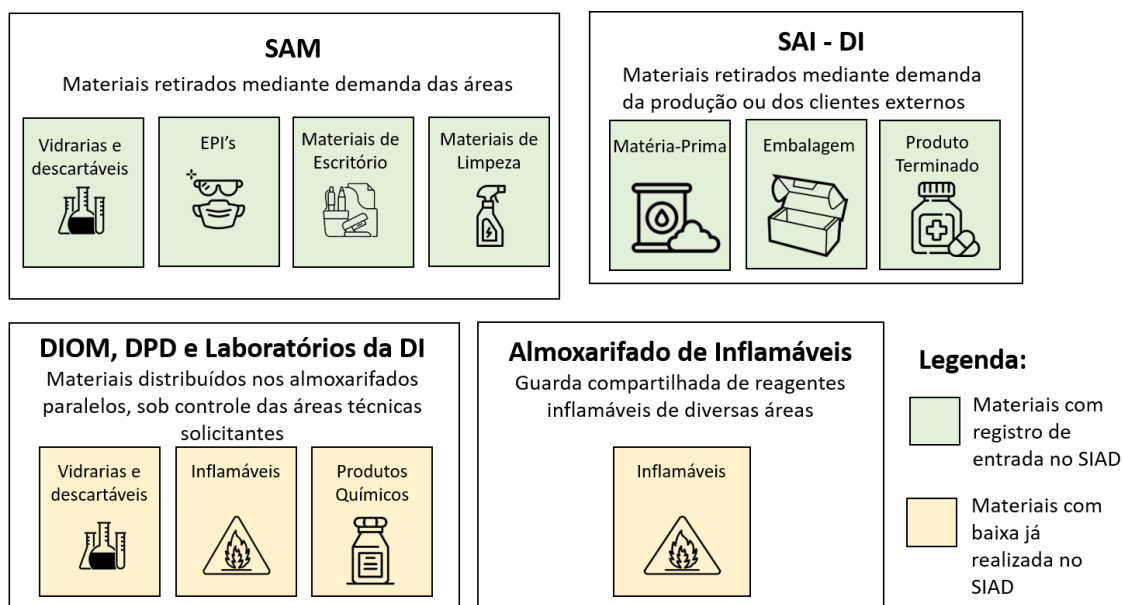 SAM
Materiais retirados mediante demanda das áreas
Vidrarias e
descartáveis
EPI’s
Materiais de
Escritório
Materiais de
Limpeza
SAI - DI
Materiais retirados mediante demanda
da produção ou dos clientes externos
Matéria-Prima
Embalagem
Produto
Terminado
DIOM, DPD e Laboratórios da DI
Materiais distribuídos nos almoxarifados
paralelos, sob controle das áreas técnicas
solicitantes
Vidrarias e
descartáveis
Inflamáveis
Produtos
Químicos
Almoxarifado de Inflamáveis
Guarda compartilhada de reagentes
inflamáveis de diversas áreas
Inflamáveis
Legenda:
Materiais com
registro de
entrada no SIAD
Materiais com
baixa já
realizada no
SIAD